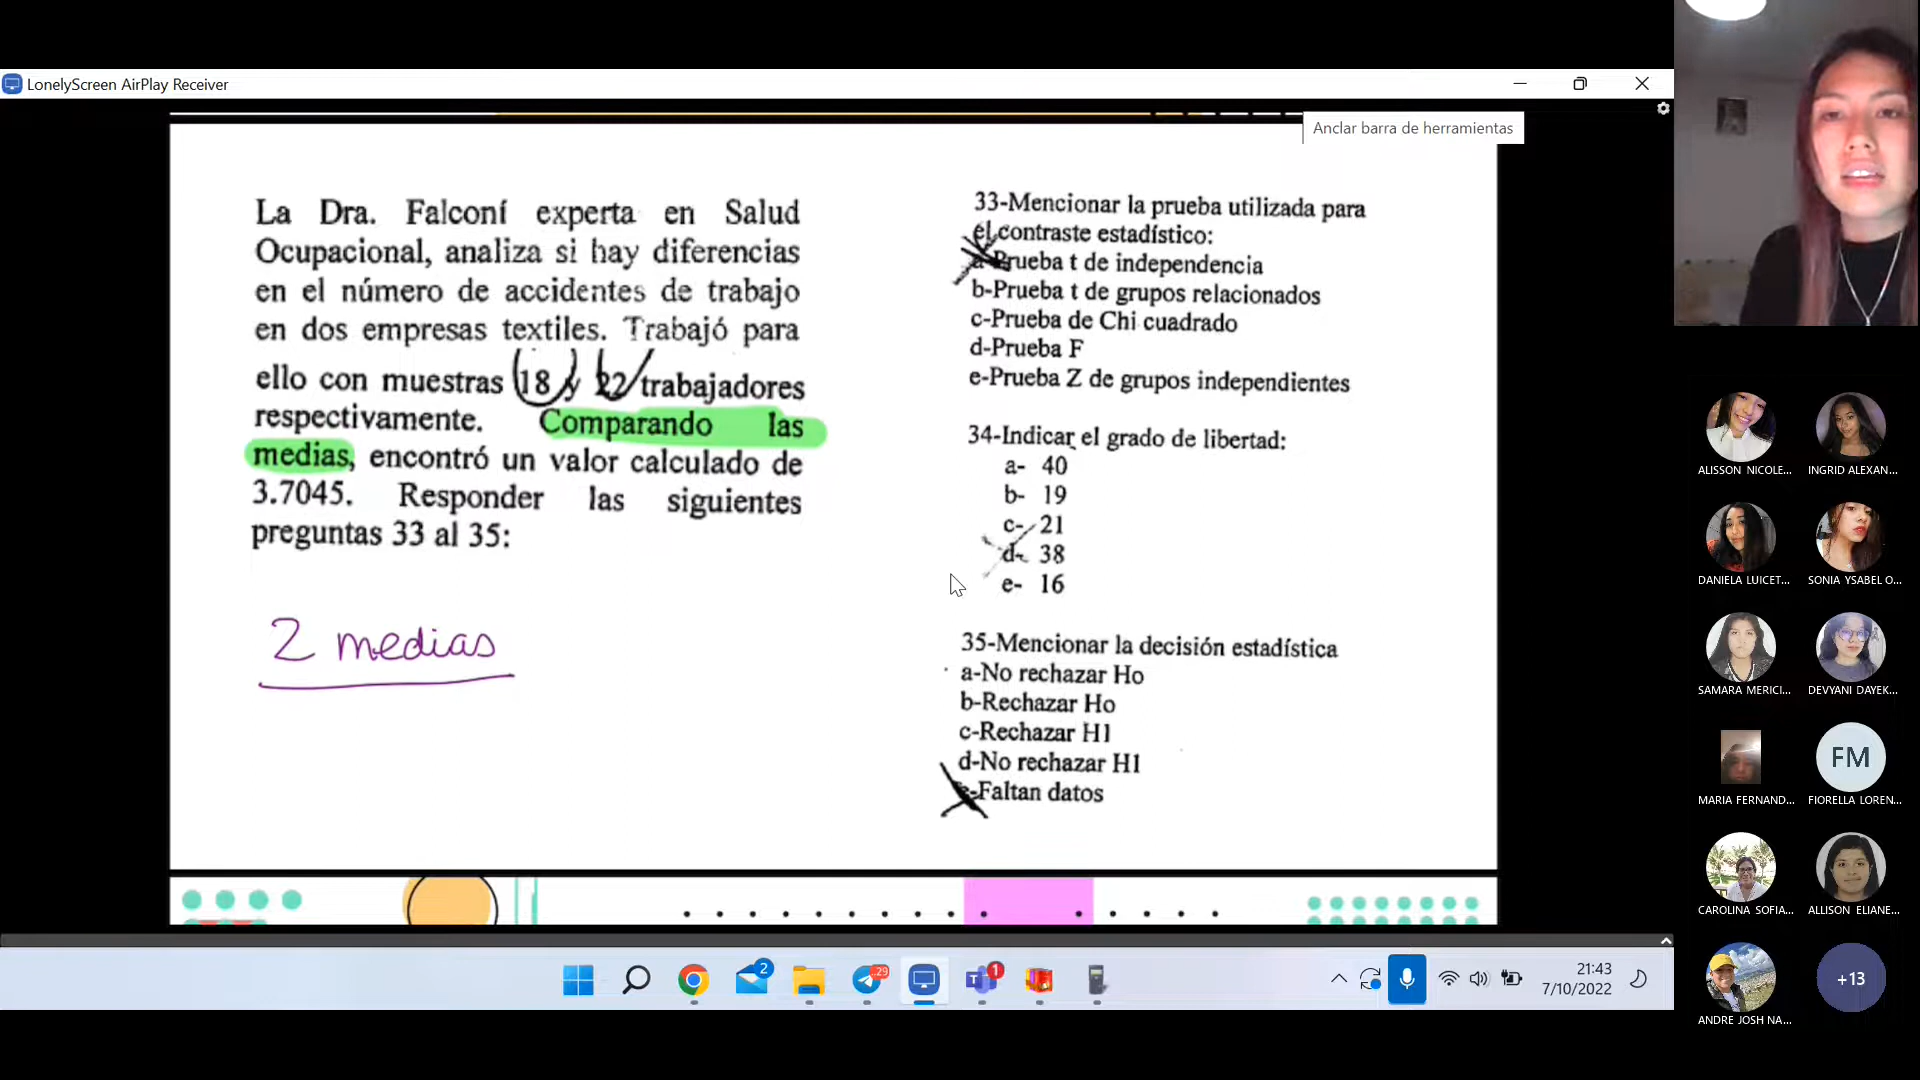 LonelyScreen AirPlay Receiver
Anclar barra de herramientas
La Dra. Falconí experta en Salud
Ocupacional, analiza si hay diferencias
en el número de accidentes de trabajo
en dos empresas textiles. Trabajó para
ello con muestras 18 y 22 trabajadores
respectivamente. Comparando las
medias, encontró un valor calculado de
3.7045. Responder las siguientes
preguntas 33 al 35:
2 medias
33-Mencionar la prueba utilizada para
el contraste estadístico:
a-Prueba t de independencia
b-Prueba t de grupos relacionados
c-Prueba de Chi cuadrado
d-Prueba F
e-Prueba Z de grupos independientes
34-Indicar el grado de libertad:
a- 40
b- 19
c- 21
d- 38
e- 16
35-Mencionar la decisión estadística
a-No rechazar Ho
b-Rechazar Ho
c-Rechazar H1
d-No rechazar H1
e-Faltan datos
ALISSON NICOLE...
INGRID ALEXAN...
DANIELA LUICET...
SONIA YSABEL O...
SAMARA MERICI...
DEVYANI DAYEK...
FM
MARIA FERNAND...
FIORELLA LOREN...
CAROLINA SOFIA...
ALLISON ELIANE...
+13
ANDRE JOSH NA...
2
29
1
21:43
7/10/2022